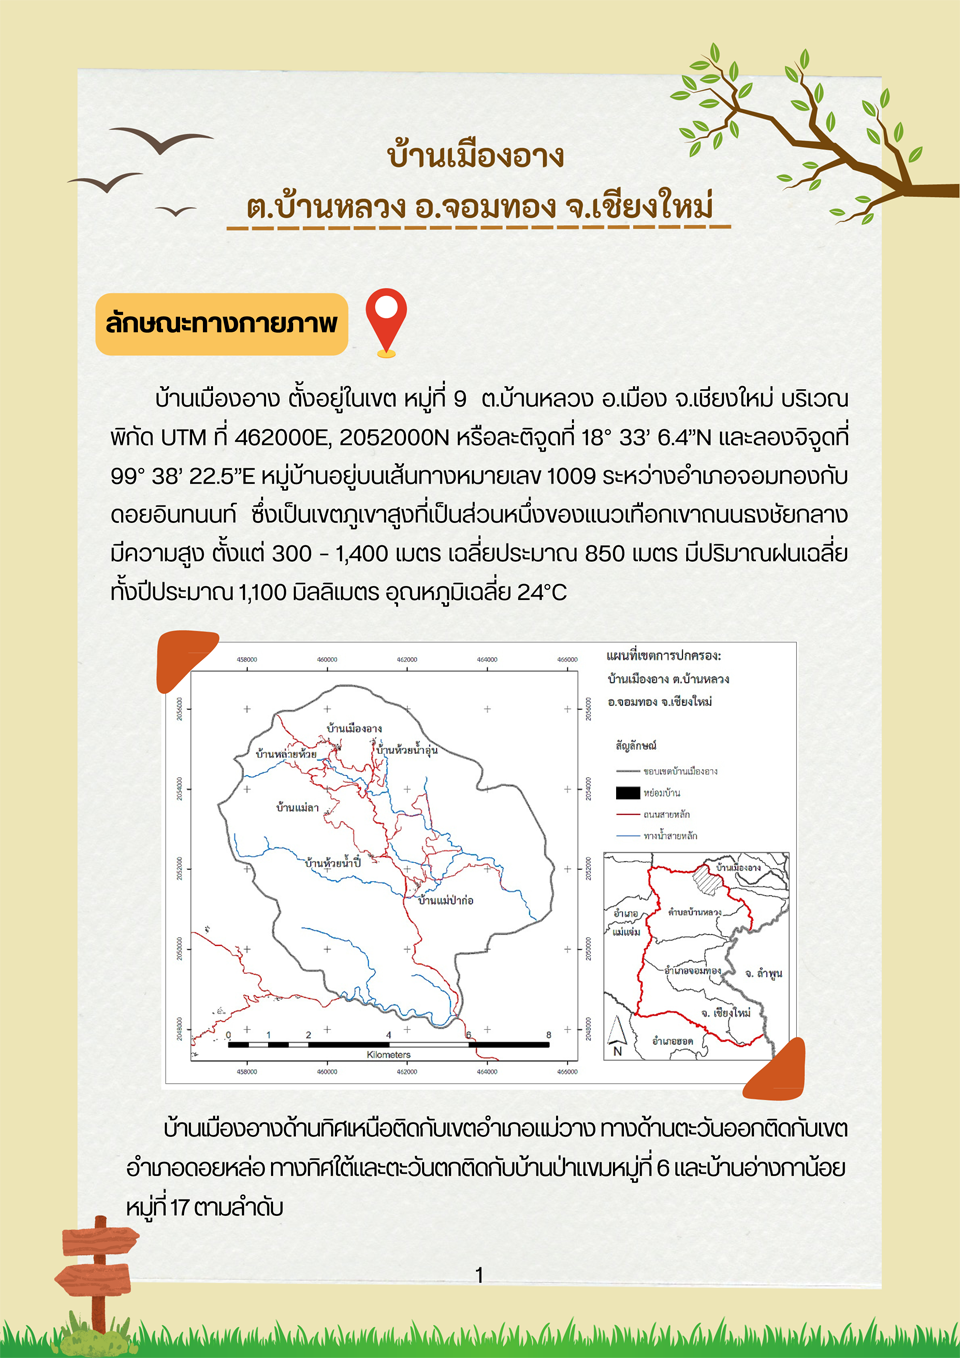 บ้านเมืองอาง
ต.บ้านหลวง อ.จอมทอง จ.เชียงใหม่
ลักษณะทางกายภาพ
บ้านเมืองอาง ตั้งอยู่ในเขต หมู่ที่ 9 ต.บ้านหลวง อ.เมือง จ.เชียงใหม่ บริเวณ
พิกัด UTM ที่ 462000E, 2052000N หรือละติจูดที่ 18° 33’ 6.4”N และลองจิจูดที่
99° 38’ 22.5”E หมู่บ้านอยู่บนเส้นทางหมายเลข 1009 ระหว่างอำเภอจอมทองกับ
ดอยอินทนนท์ ซึ่งเป็นเขตภูเขาสูงที่เป็นส่วนหนึ่งของแนวเทือกเขาถนนธงชัยกลาง
มีความสูง ตั้งแต่ 300 - 1,400 เมตร เฉลี่ยประมาณ 850 เมตร มีปริมาณฝนเฉลี่ย
ทั้งปีประมาณ 1,100 มิลลิเมตร อุณหภูมิเฉลี่ย 24°C
458000 460000 462000 464000 466000
2056000 2056000
2054000 2054000
2052000 2052000
2050000 2050000
2048000 2048000
บ้านเมืองอาง
บ้านหล่ายห้วย
บ้านห้วยน้ำอุ่น
บ้านแม่ลา
บ้านห้วยน้ำปี่
บ้านแม่ปาก่อ
0 1 2 4 6 8
Kilometers
458000 460000 462000 464000 466000
แผนที่เขตการปกครอง:
บ้านเมืองอาง ต.บ้านหลวง
อ.จอมทอง จ.เชียงใหม่
สัญลักษณ์
ขอบเขตบ้านเมืองอาง
หย่อมบ้าน
ถนนสายหลัก
ทางน้ำสายหลัก
บ้านเมืองอาง
อำเภอ
แม่แจ่ม
ตำบลบ้านหลวง
อำเภอจอมทอง
จ. ลำพูน
จ. เชียงใหม่
อำเภอฮอด
N
บ้านเมืองอางด้านทิศเหนือติดกับเขตอำเภอแม่วาง ทางด้านตะวันออกติดกับเขต
อำเภอดอยหล่อ ทางทิศใต้และตะวันตกติดกับบ้านป่าแขมหมู่ที่ 6 และบ้านอ่างกาน้อย
หมู่ที่ 17 ตามลำดับ
1